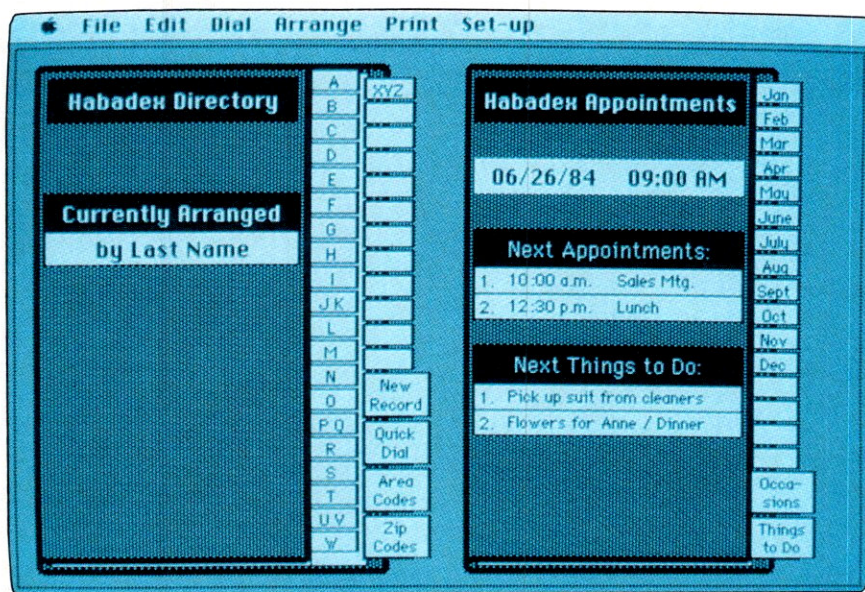 File Edit Dial Arrange Print Set-up
Habadex Directory
Currently Arranged
by Last Name
A
B
C
D
E
F
G
H
I
J K
L
M
N
O
P Q
R
S
T
U V
W
XYZ
New
Record
Quick
Dial
Area
Codes
Zip
Codes
Habadex Appointments
06/26/84 09:00 AM
Next Appointments:
1. 10:00 a.m. Sales Mtg.
2. 12:30 p.m. Lunch
Next Things to Do:
1. Pick up suit from cleaners
2. Flowers for Anne / Dinner
Jan
Feb
Mar
Apr
May
June
July
Aug
Sept
Oct
Nov
Dec
Occa-
sions
Things
to Do